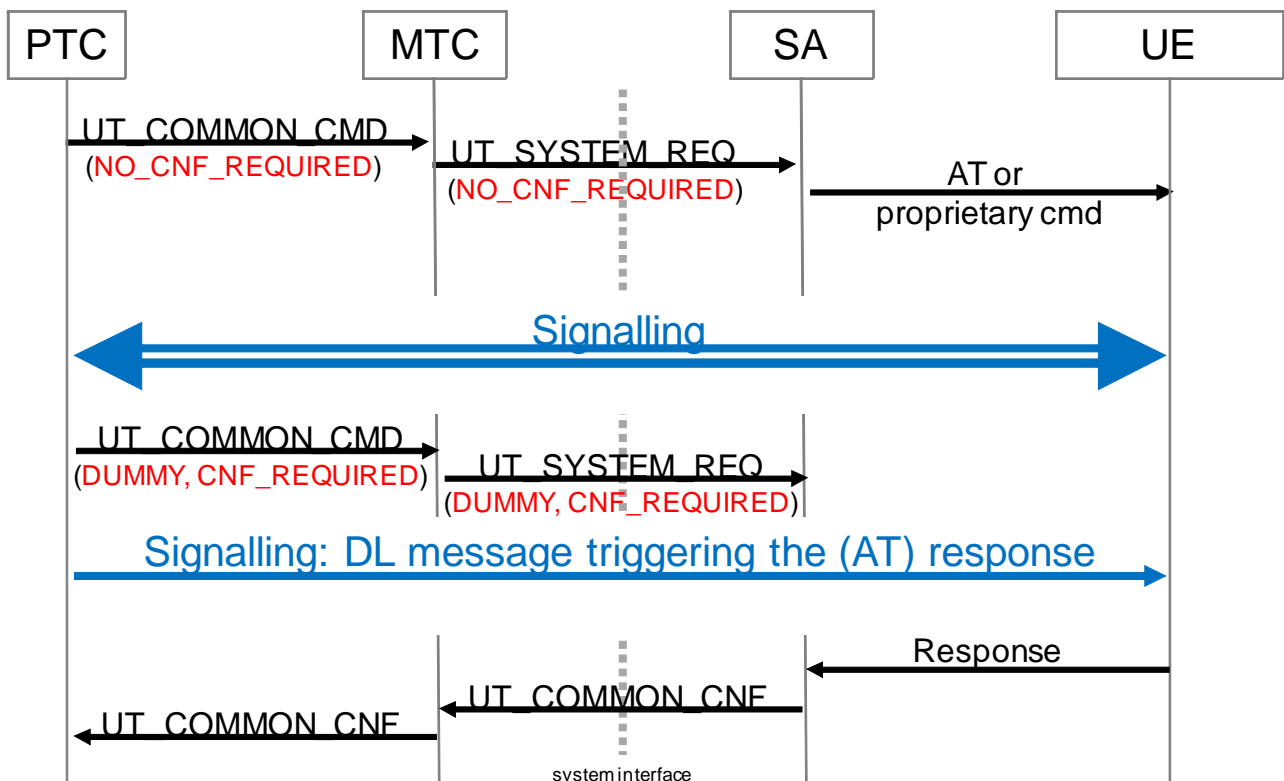 PTC
MTC
SA
UE
UT_COMMON_CMD
(NO_CNF_REQUIRED)
UT_SYSTEM_REQ
(NO_CNF_REQUIRED)
AT or
proprietary cmd
Signalling
UT_COMMON_CMD
(DUMMY, CNF_REQUIRED)
UT_SYSTEM_REQ
(DUMMY, CNF_REQUIRED)
Signalling: DL message triggering the (AT) response
Response
UT_COMMON_CNF
UT_COMMON_CNF
system interface